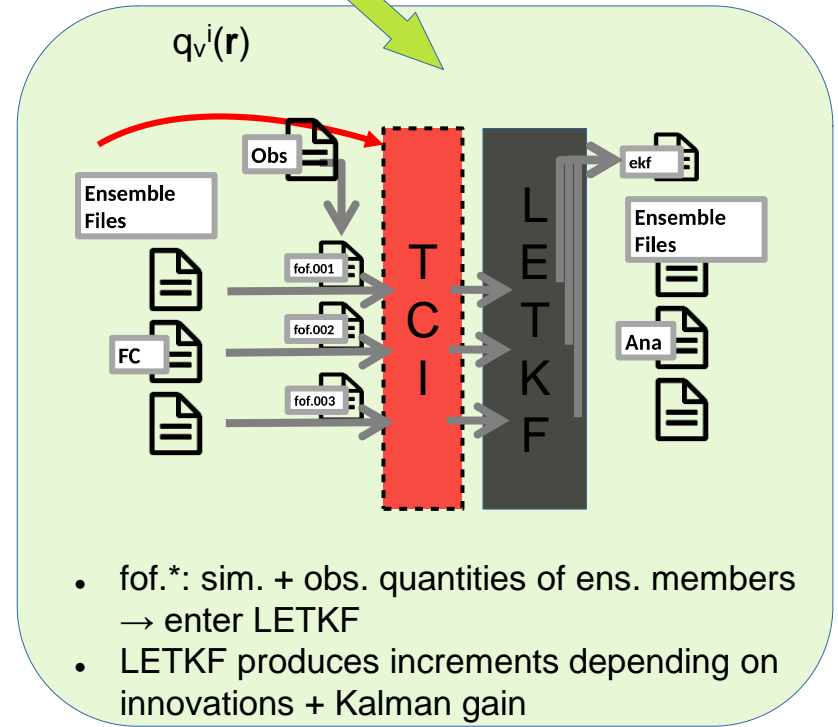 qᵥⁱ(r)
Obs
ekf
Ensemble
Files
Ensemble
Files
fof.001
fof.002
FC
Ana
fof.003
T
C
I
L
E
T
K
F
• fof.*: sim. + obs. quantities of ens. members
→ enter LETKF
• LETKF produces increments depending on
innovations + Kalman gain